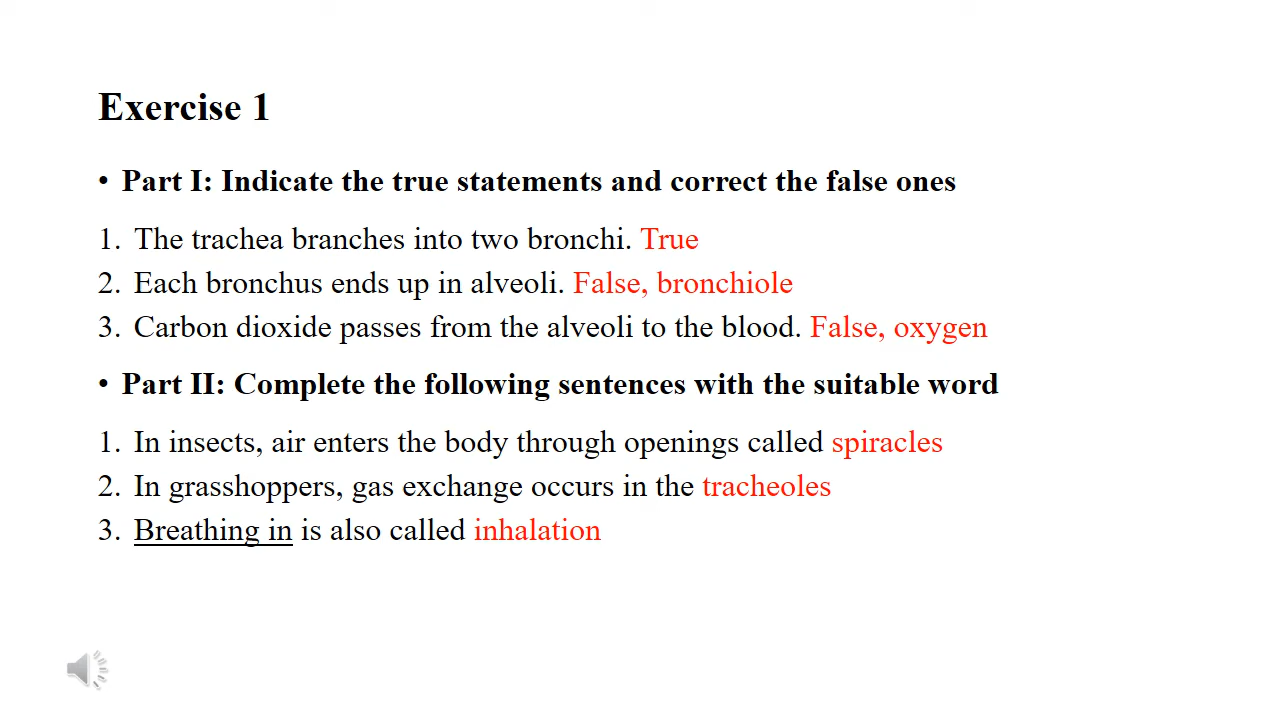 Exercise 1
• Part I: Indicate the true statements and correct the false ones
1. The trachea branches into two bronchi. True
2. Each bronchus ends up in alveoli. False, bronchiole
3. Carbon dioxide passes from the alveoli to the blood. False, oxygen
• Part II: Complete the following sentences with the suitable word
1. In insects, air enters the body through openings called spiracles
2. In grasshoppers, gas exchange occurs in the tracheoles
3. Breathing in is also called inhalation